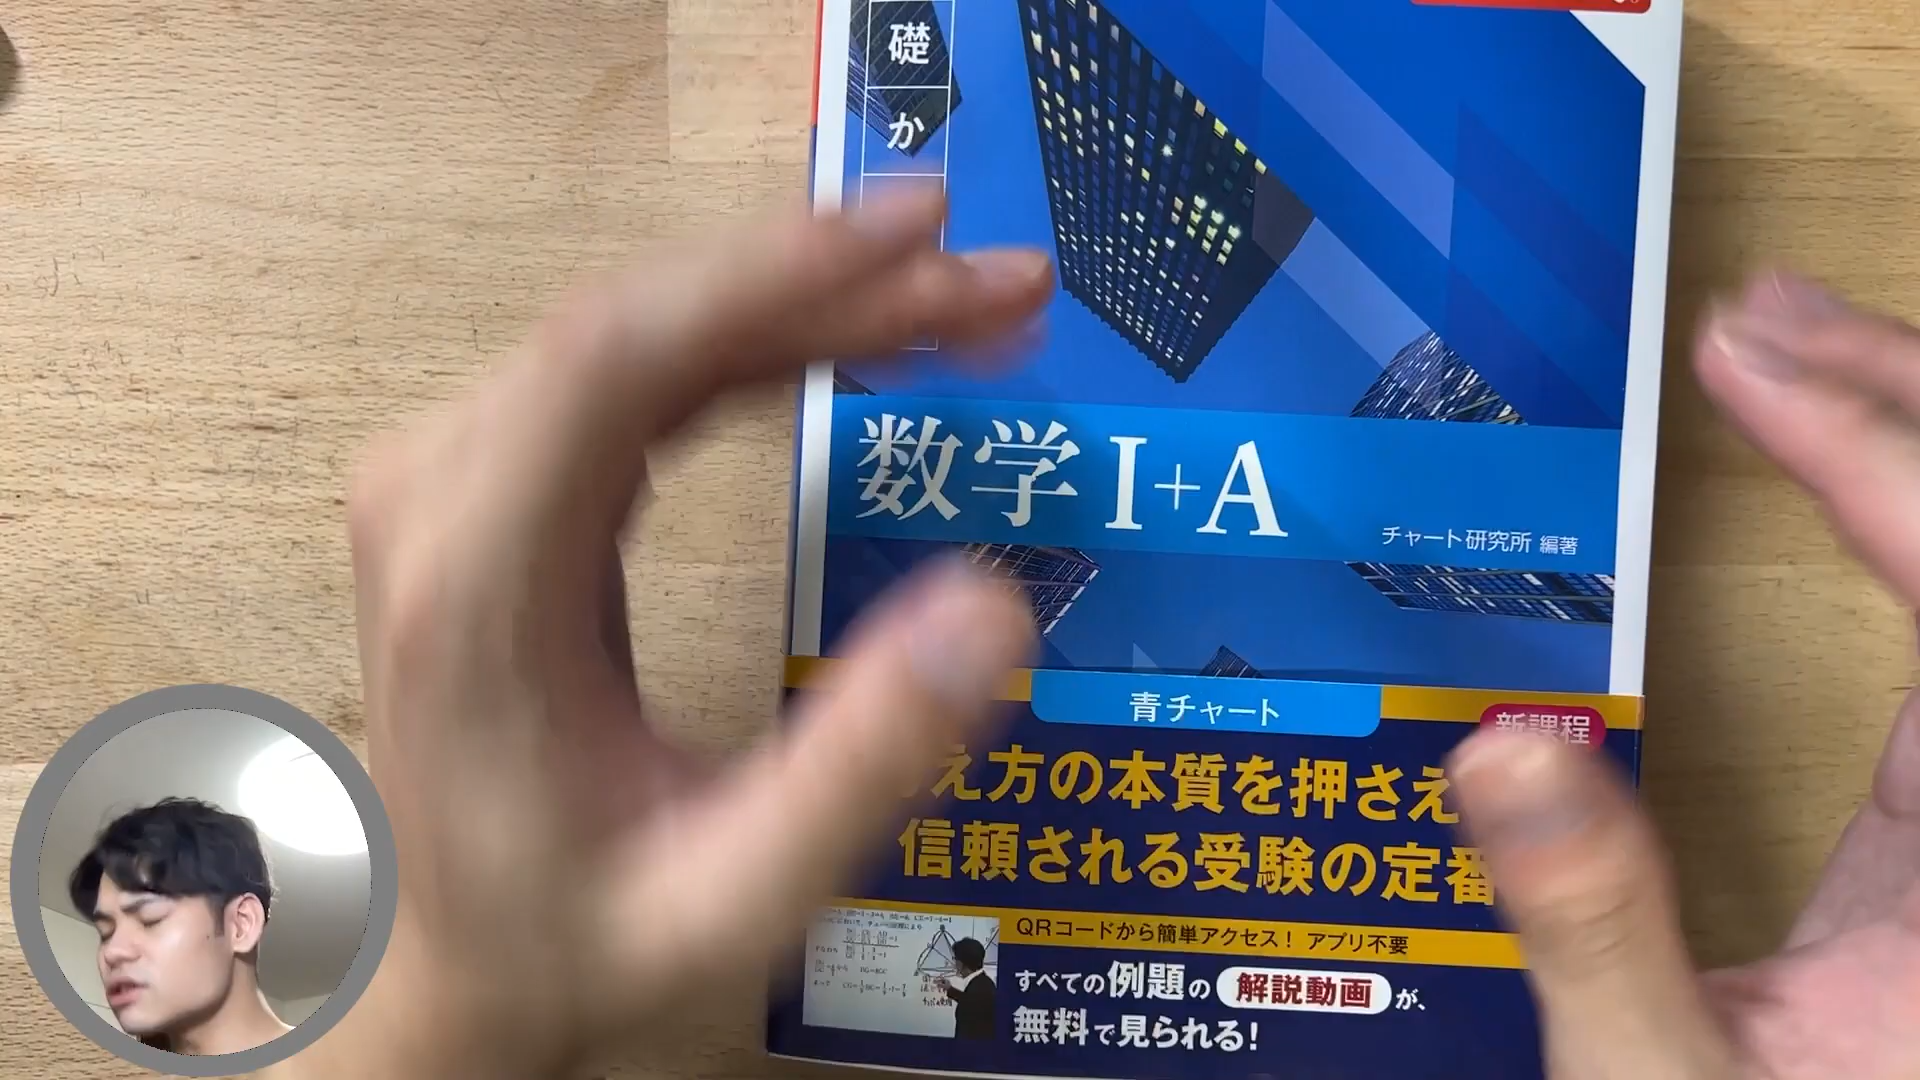 礎
か
数学I+A
チャート研究所 編著
青チャート
新課程
え方の本質を押さえ
信頼される受験の定番
QRコードから簡単アクセス! アプリ不要
すべての例題の解説動画が、
無料で見られる!